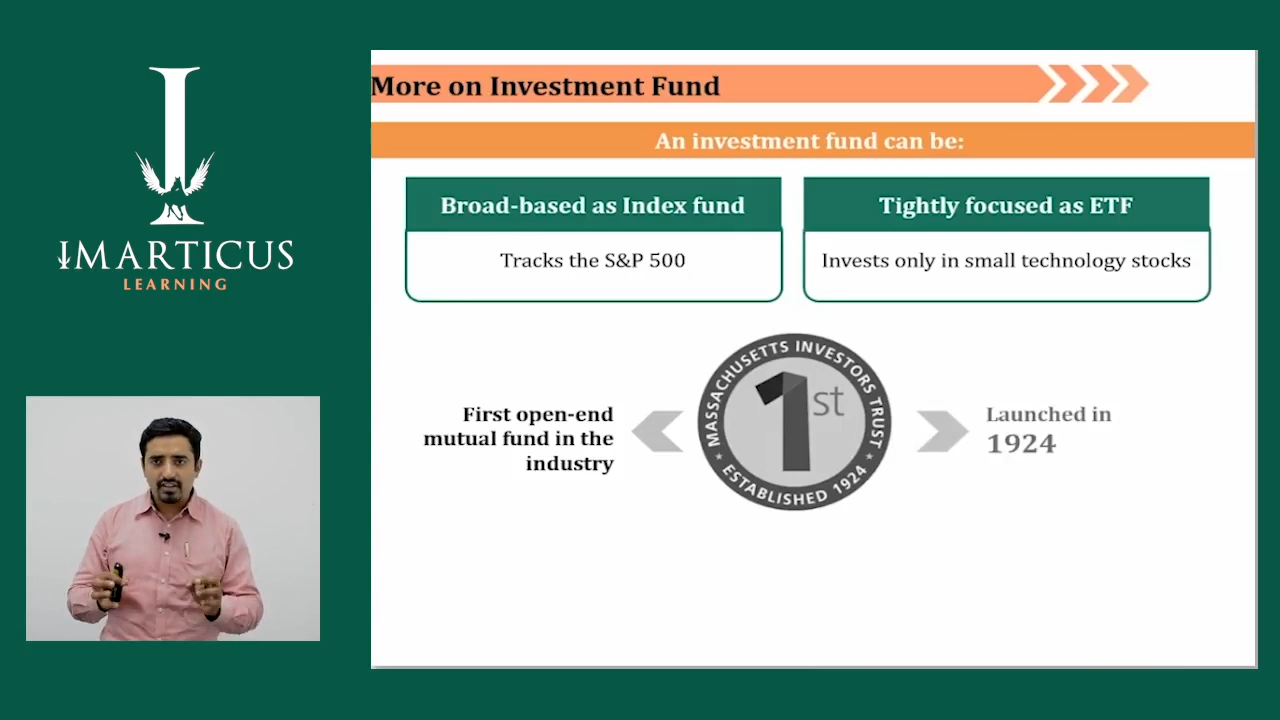 IMARTICUS
LEARNING
More on Investment Fund
An investment fund can be:
Broad-based as Index fund
Tracks the S&P 500
Tightly focused as ETF
Invests only in small technology stocks
First open-end
mutual fund in the
industry
MASSACHUSETTS INVESTORS TRUST
1st
★ ESTABLISHED 1924 ★
Launched in
1924